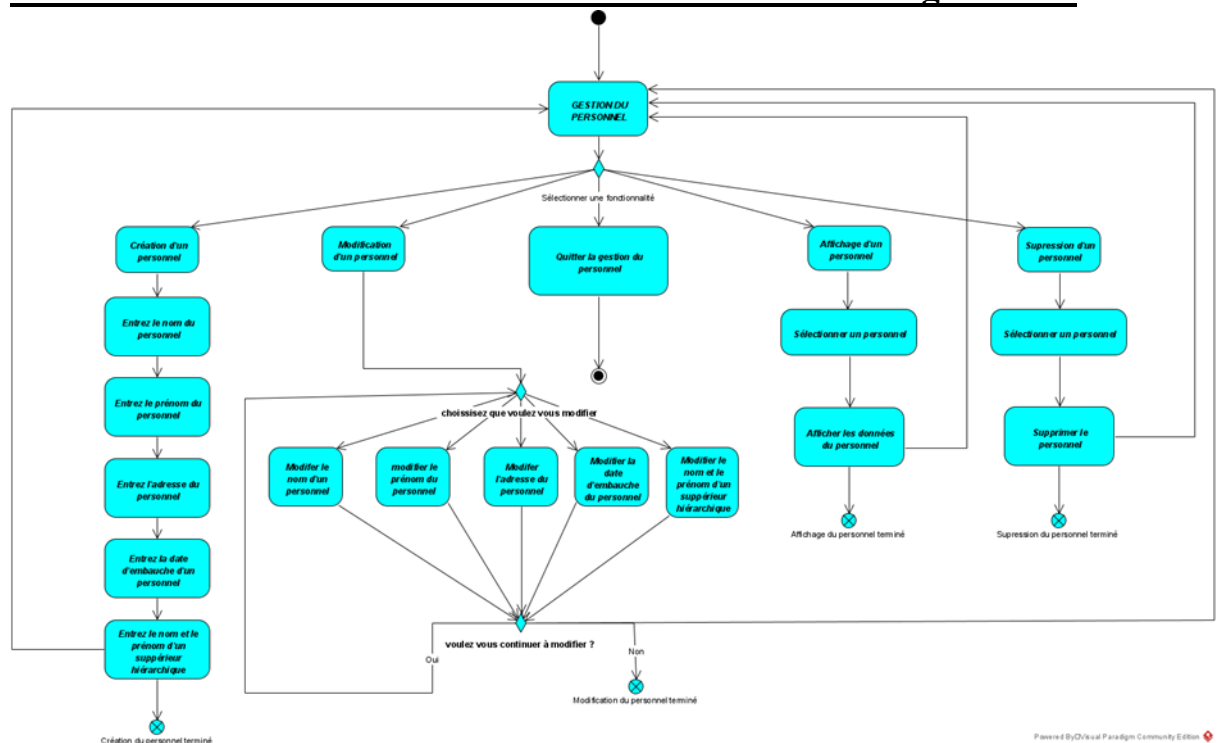 GESTION DU
PERSONNEL
Sélectionner une fonctionnalité
Création d'un
personnel
Modification
d'un personnel
Quitter la gestion du
personnel
Affichage d'un
personnel
Supression d'un
personnel
Entrez le nom du
personnel
Sélectionner un personnel
Sélectionner un personnel
Entrez le prénom du
personnel
choissisez que voulez vous modifier
Afficher les données
du personnel
Supprimer le
personnel
Modifer le
nom d'un
personnel
modifier le
prénom du
personnel
Modifer
l'adresse du
personnel
Modifier la
date
d'embauche
du personnel
Modifier le
nom et le
prénom d'un
suppérieur
hiérarchique
Entrez l'adresse du
personnel
Affichage du personnel terminé
Supression du personnel terminé
Entrez la date
d'embauche d'un
personnel
Entrez le nom et le
prénom d'un
suppérieur
hiérarchique
voulez vous continuer à modifier ?
Oui
Non
Modification du personnel terminé
Création du personnel terminé
Powered By Visual Paradigm Community Edition